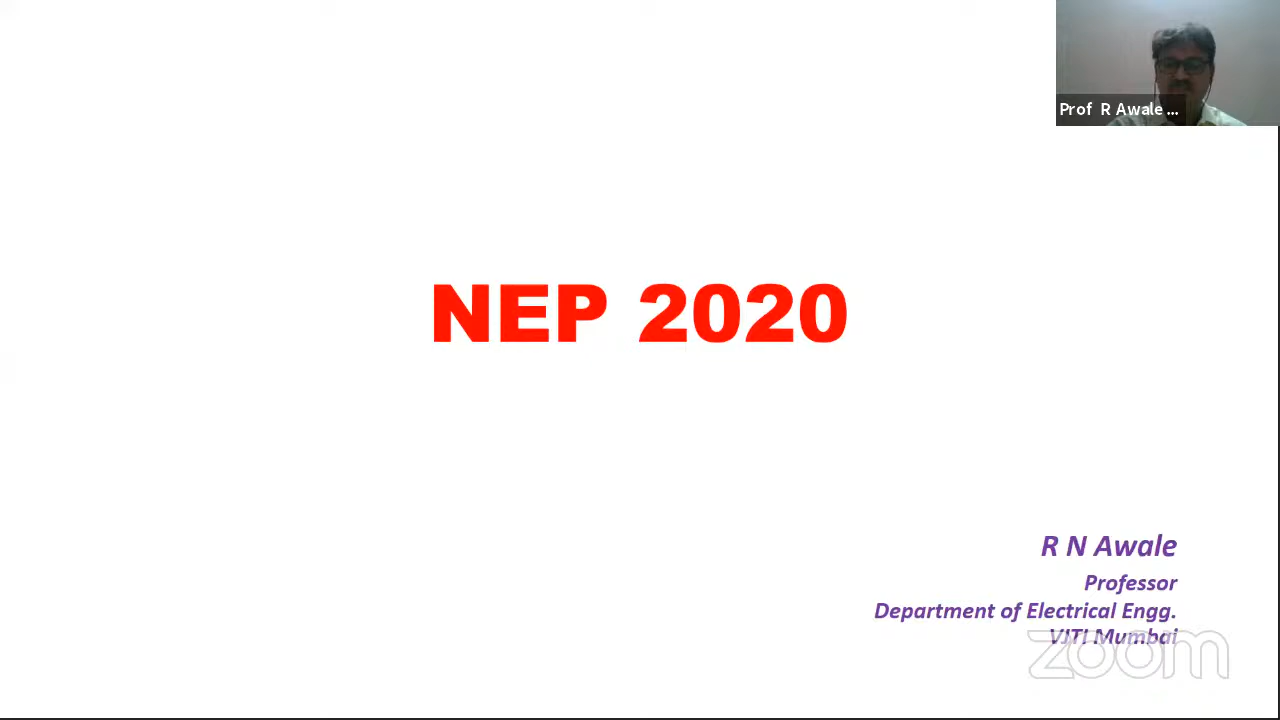 Prof R Awale ...
NEP 2020
R N Awale
Professor
Department of Electrical Engg.
VJTI Mumbai
zoom